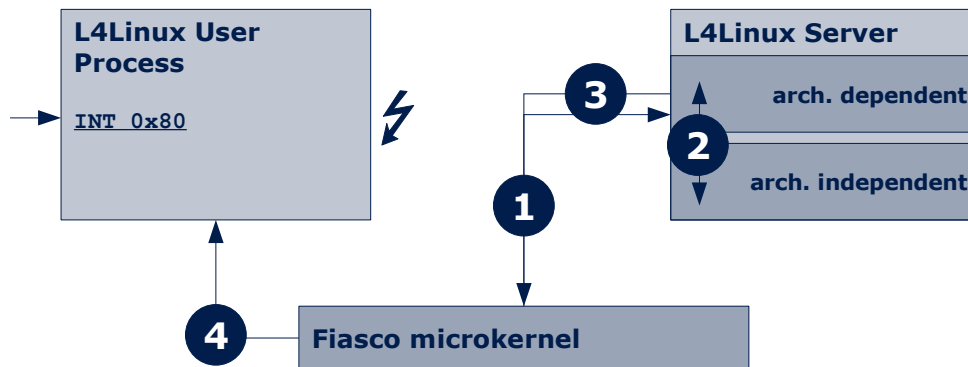 L4Linux User
Process
INT 0x80
L4Linux Server
3
arch. dependent
2
arch. independent
1
4
Fiasco microkernel